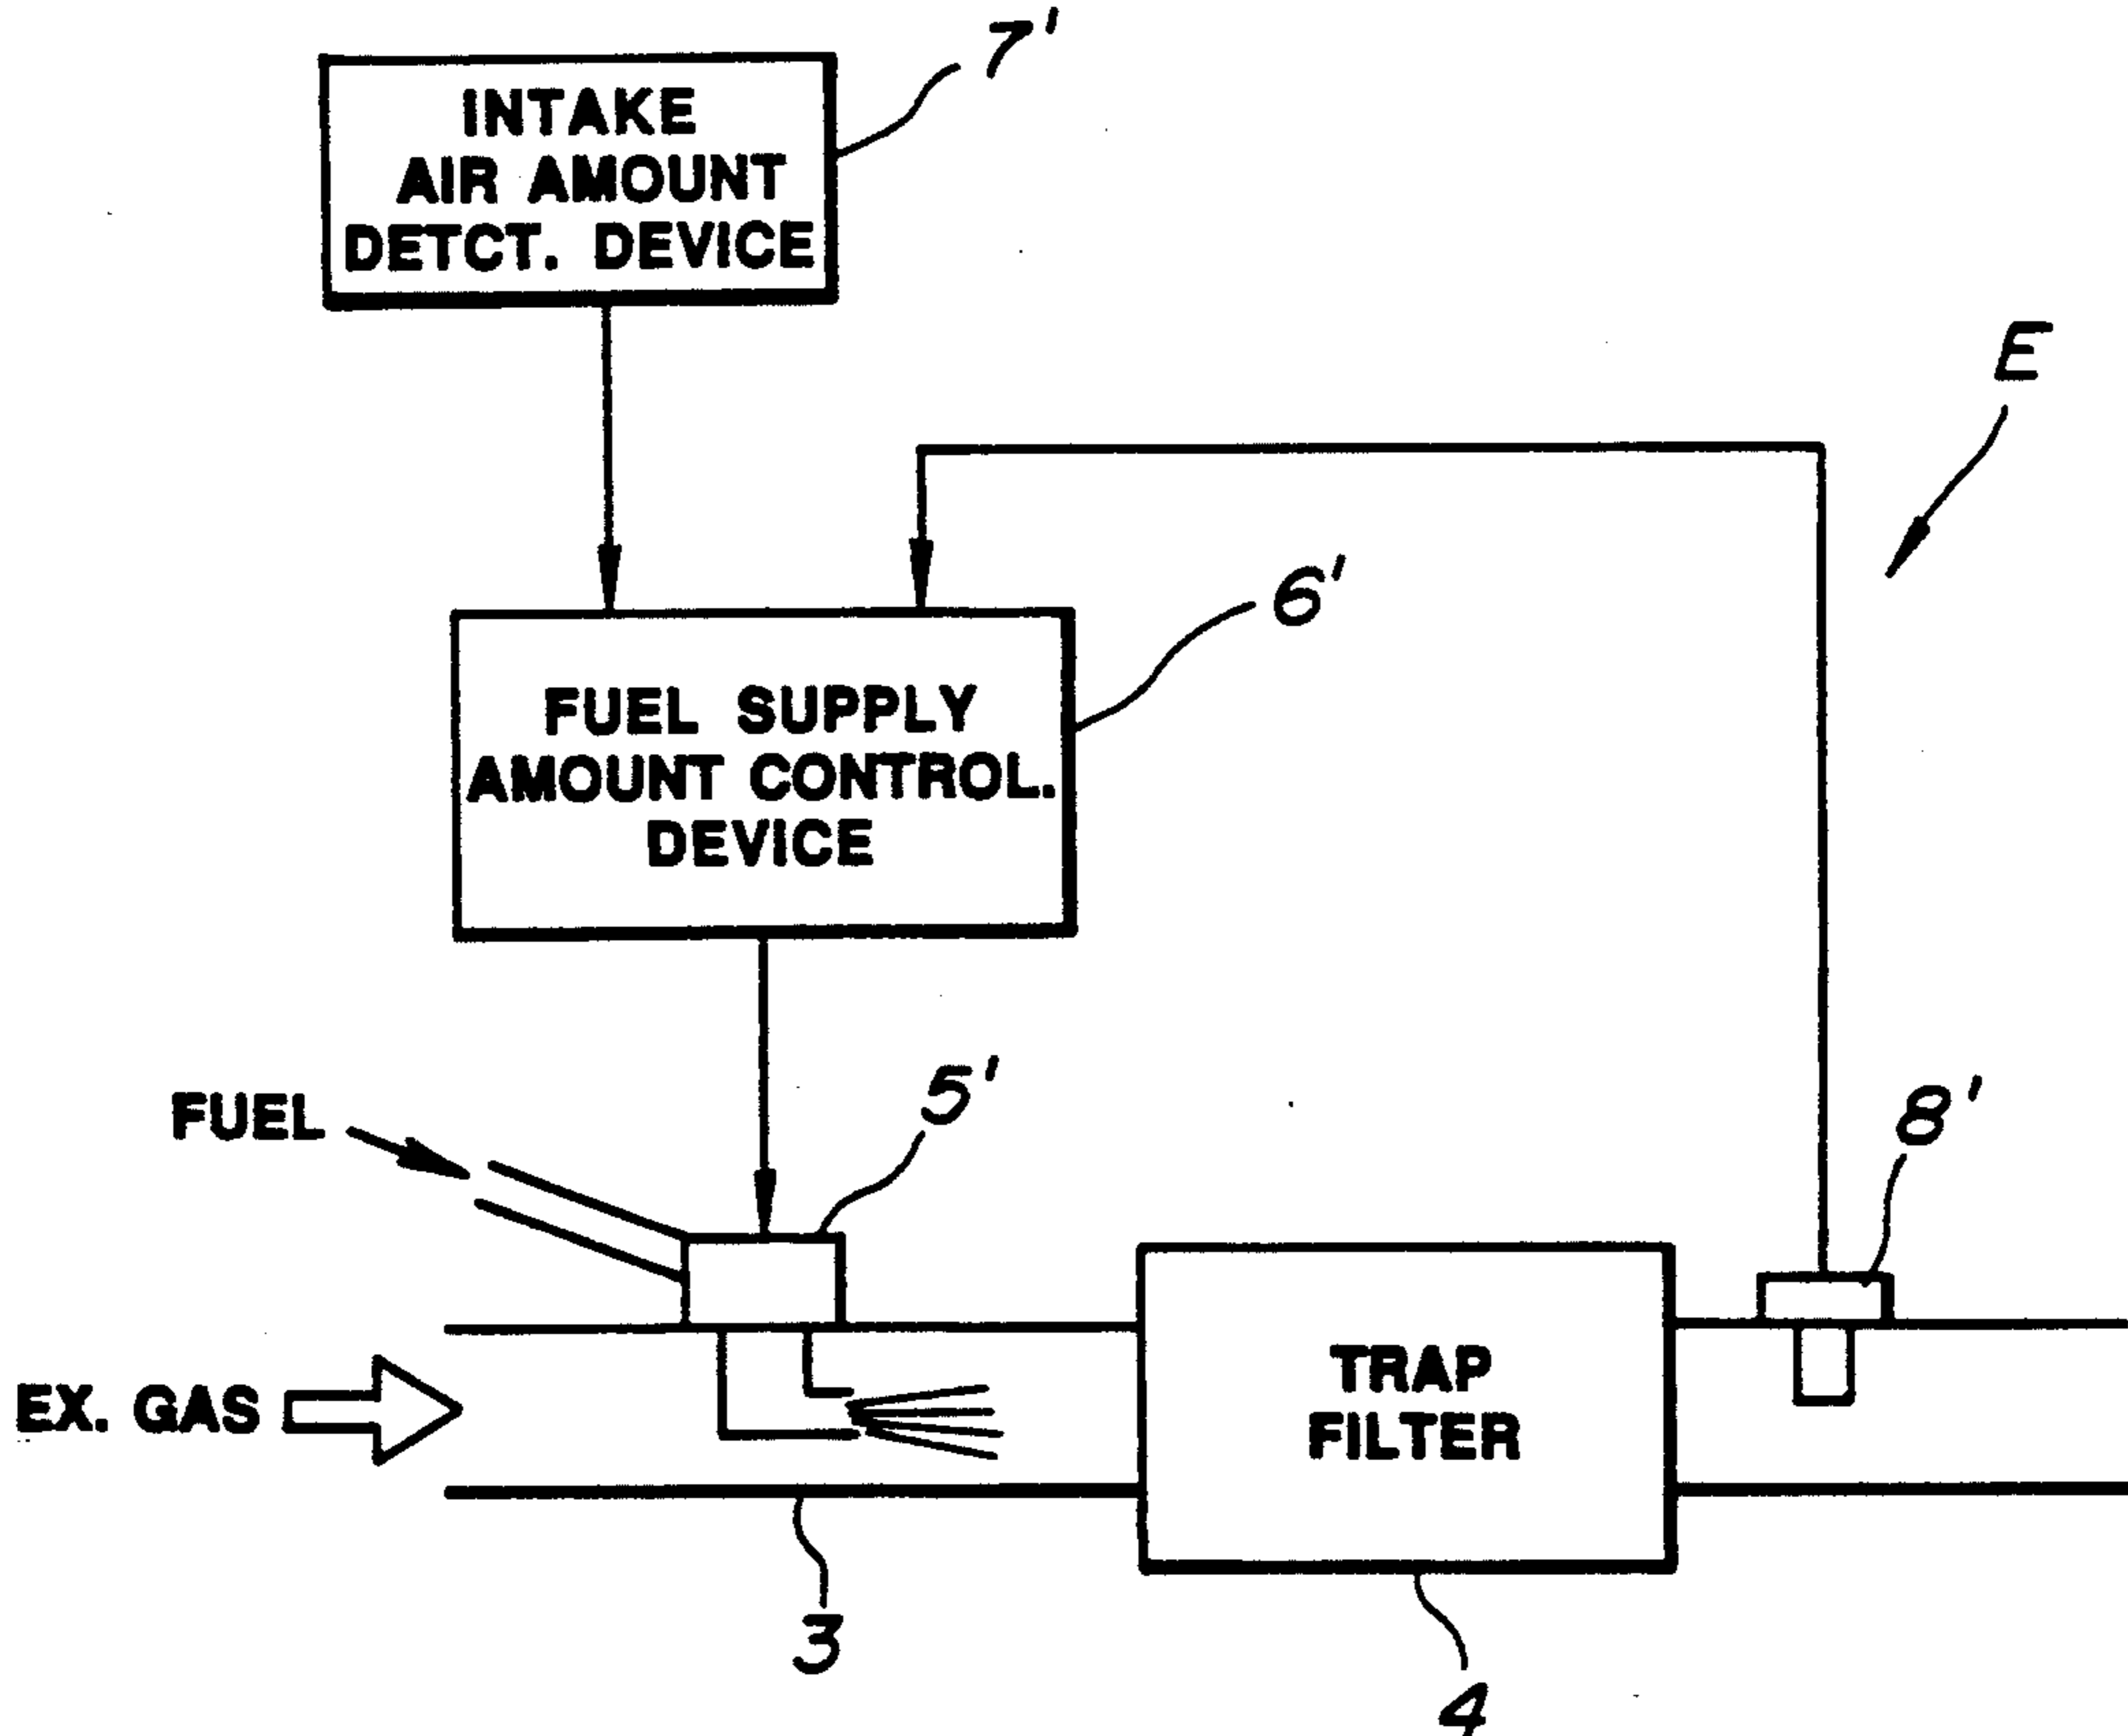 7'
INTAKE
AIR AMOUNT
DETCT. DEVICE
E
6'
FUEL SUPPLY
AMOUNT CONTROL.
DEVICE
5'
FUEL
8'
EX. GAS
TRAP
FILTER
3
4